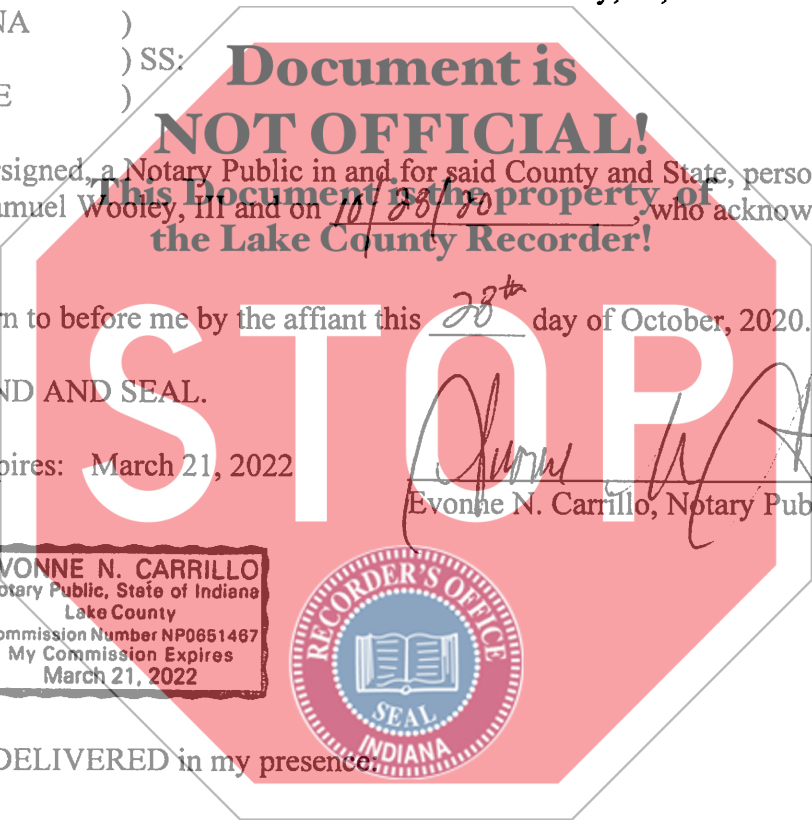 NA )
) SS:
E )
Document is
NOT OFFICIAL!
This Document is the property of
the Lake County Recorder!
rsigned, a Notary Public in and for said County and State, perso
amuel Wooley, III and on 10/28/20, who acknow
n to before me by the affiant this 28th day of October, 2020.
ND AND SEAL.
pires: March 21, 2022
STOP
Evonne N. Carrillo, Notary Pub
VONNE N. CARRILLO
otary Public, State of Indiana
Lake County
ommission Number NP0651467
My Commission Expires
March 21, 2022
RECORDER'S OFFICE
SEAL
INDIANA
DELIVERED in my presence: